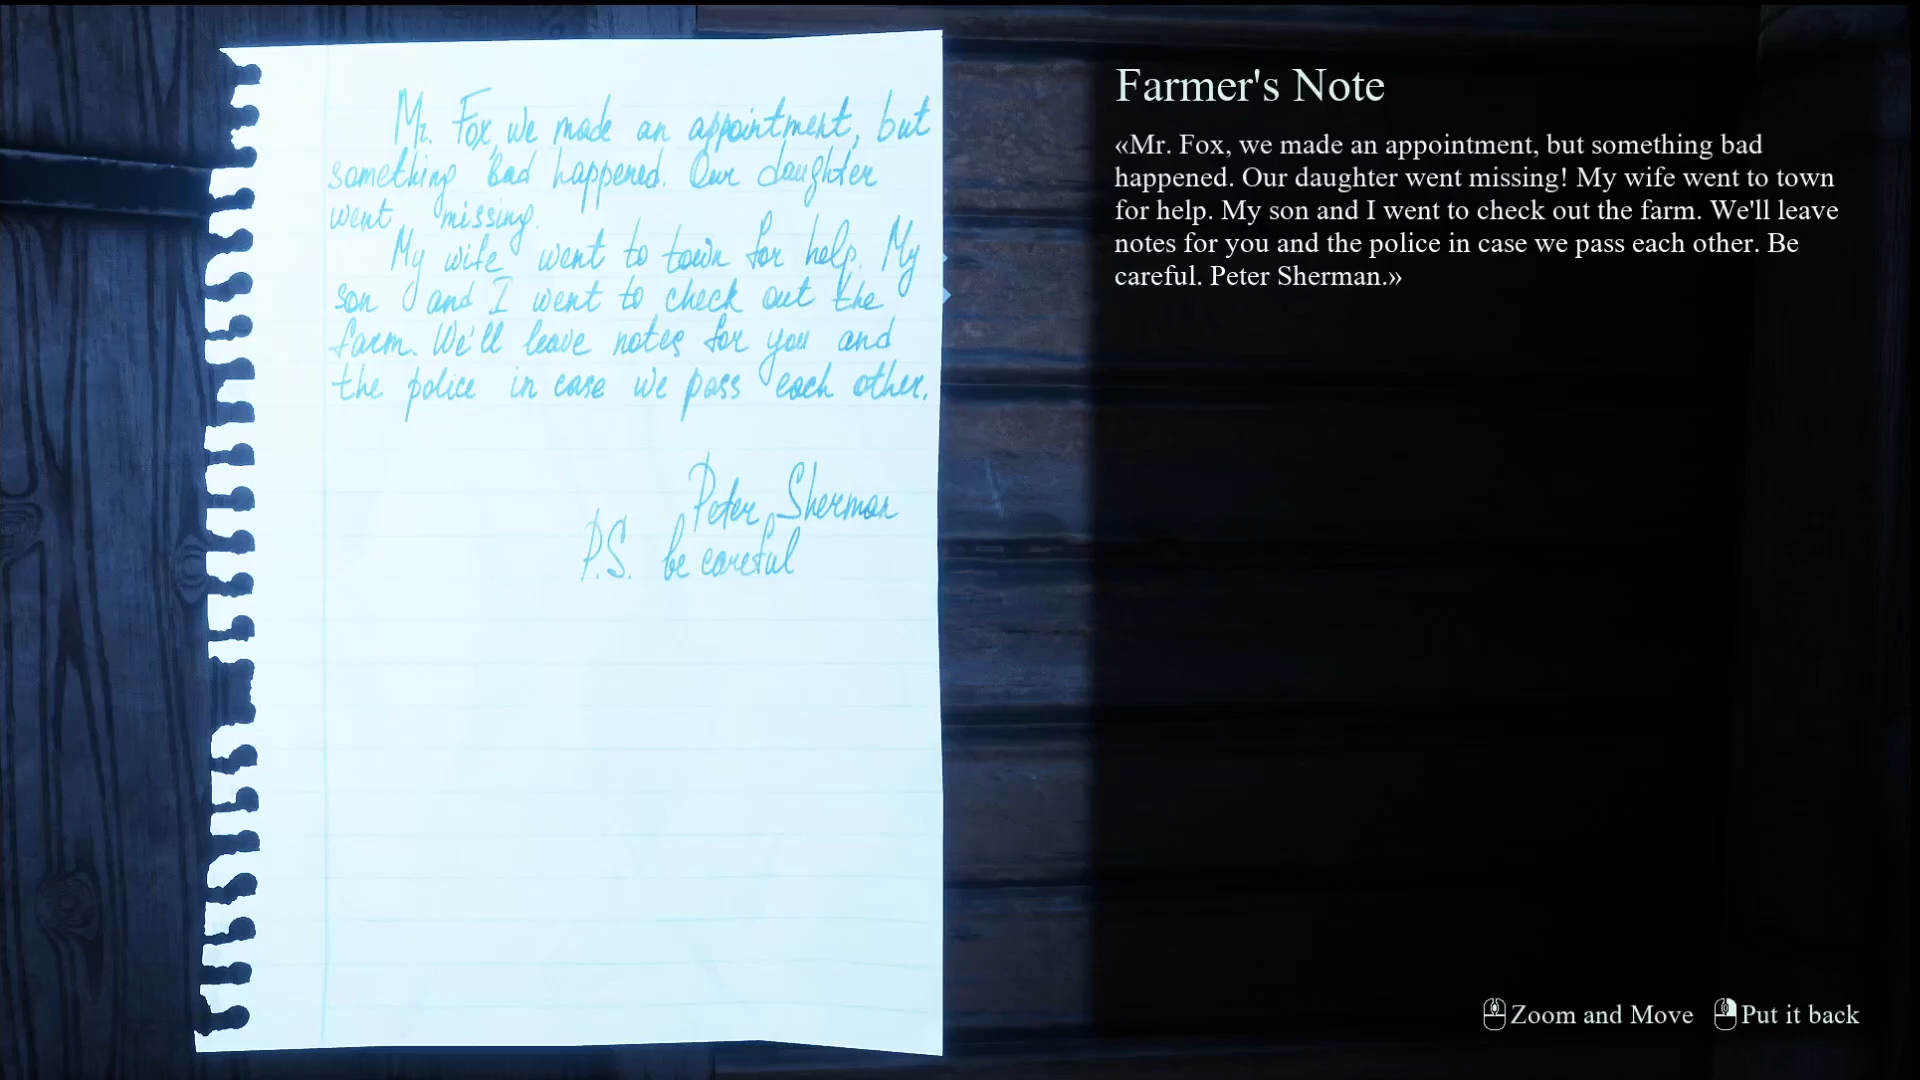 Mr. Fox, we made an appointment, but
something bad happened. Our daughter
went missing.
My wife went to town for help. My
son and I went to check out the
farm. We'll leave notes for you and
the police in case we pass each other.
Peter Sherman
P.S. be careful
Farmer's Note
«Mr. Fox, we made an appointment, but something bad
happened. Our daughter went missing! My wife went to town
for help. My son and I went to check out the farm. We'll leave
notes for you and the police in case we pass each other. Be
careful. Peter Sherman.»
Zoom and Move Put it back